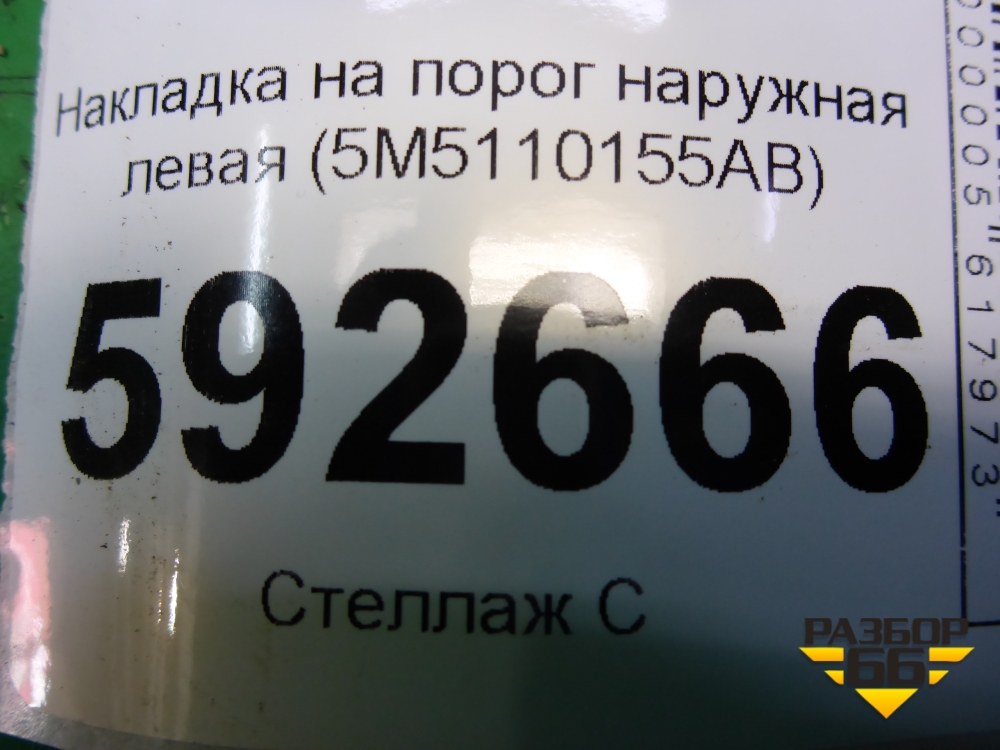 Накладка на порог наружная
левая (5M5110155AB)
592666
Стеллаж С
РАЗБОР
66